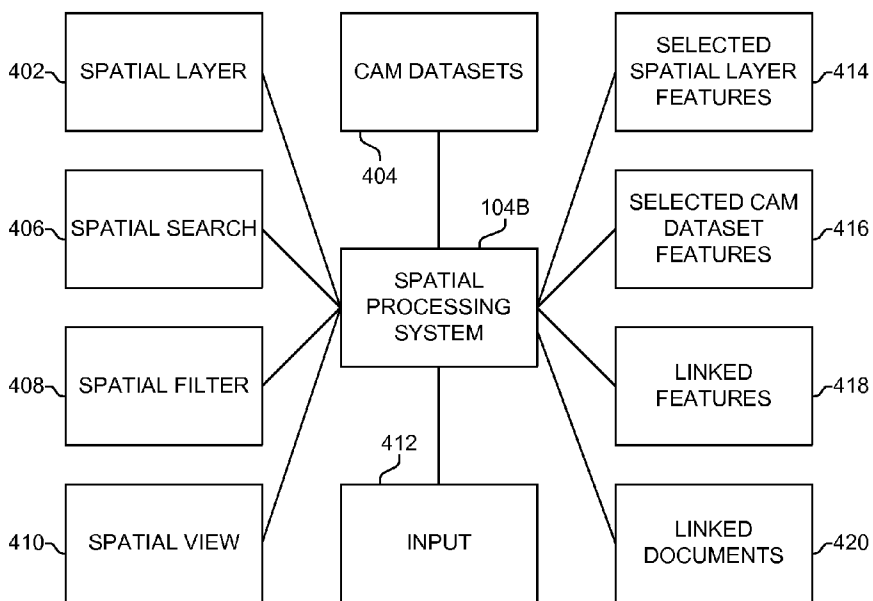 402
SPATIAL LAYER
CAM DATASETS
404
SELECTED
SPATIAL LAYER
FEATURES
414
406
SPATIAL SEARCH
104B
SELECTED CAM
DATASET
FEATURES
416
SPATIAL
PROCESSING
SYSTEM
408
SPATIAL FILTER
412
LINKED
FEATURES
418
410
SPATIAL VIEW
INPUT
LINKED
DOCUMENTS
420